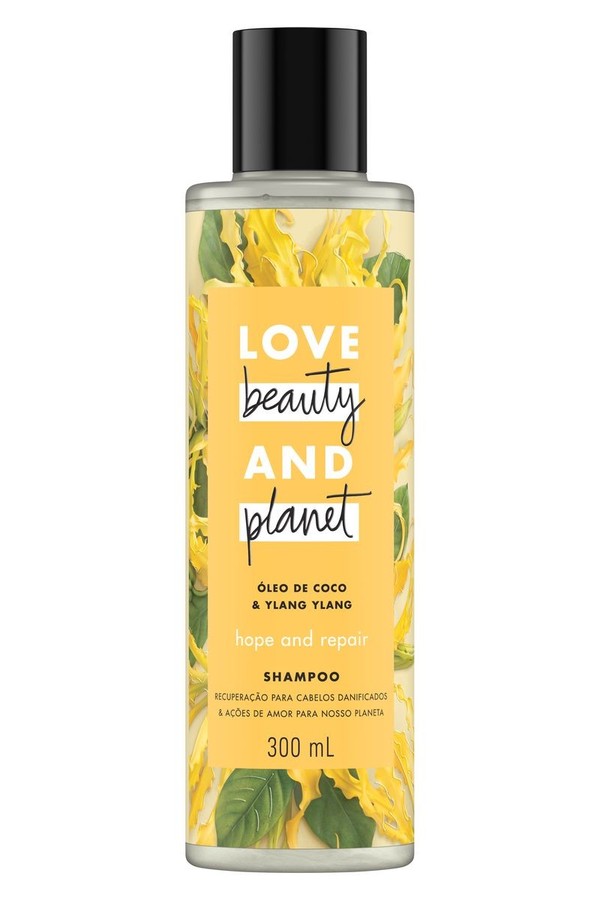 LOVE
beauty
AND
planet
ÓLEO DE COCO
& YLANG YLANG
hope and repair
SHAMPOO
RECUPERAÇÃO PARA CABELOS DANIFICADOS
& AÇÕES DE AMOR PARA NOSSO PLANETA
300 mL